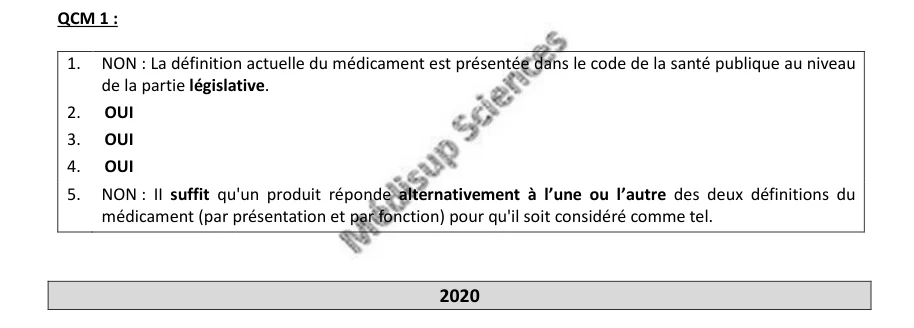 QCM 1 :
1. NON : La définition actuelle du médicament est présentée dans le code de la santé publique au niveau
de la partie législative.
2. OUI
3. OUI
4. OUI
5. NON : Il suffit qu'un produit réponde alternativement à l’une ou l’autre des deux définitions du
médicament (par présentation et par fonction) pour qu'il soit considéré comme tel.
Médisup Sciences
2020